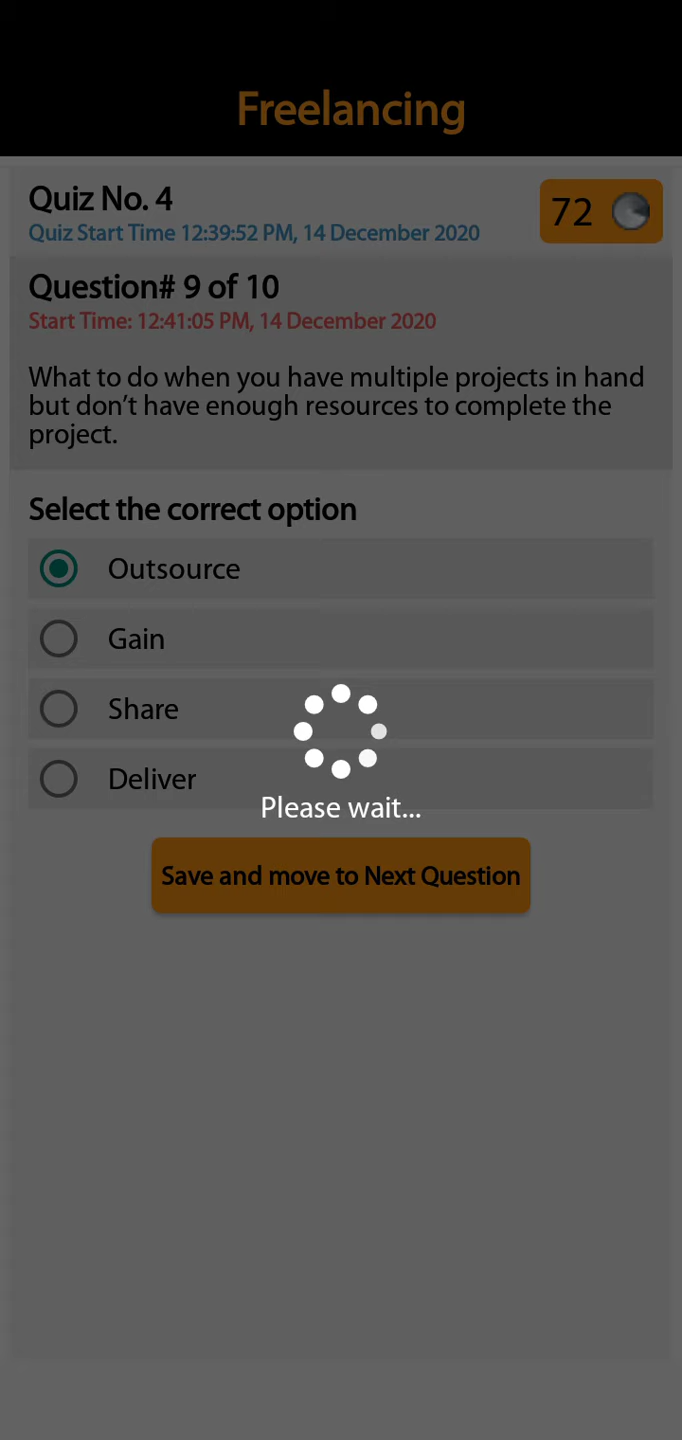 Freelancing
Quiz No. 4
Quiz Start Time 12:39:52 PM, 14 December 2020
72
Question# 9 of 10
Start Time: 12:41:05 PM, 14 December 2020
What to do when you have multiple projects in hand
but don’t have enough resources to complete the
project.
Select the correct option
Outsource
Gain
Share
Deliver
Please wait...
Save and move to Next Question